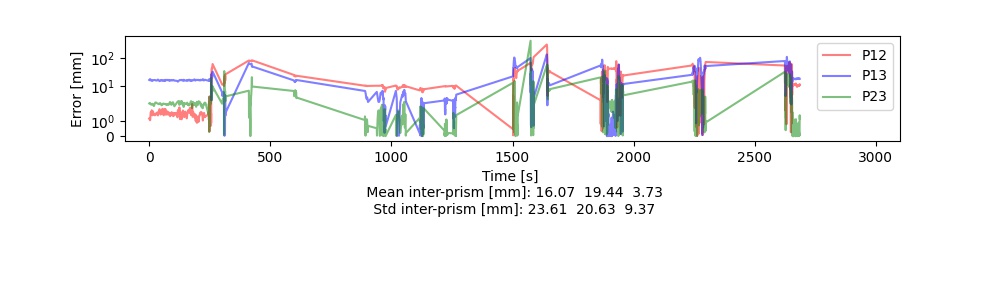 10²
10¹
10⁰
0
Error [mm]
P12
P13
P23
0 500 1000 1500 2000 2500 3000
Time [s]
Mean inter-prism [mm]: 16.07 19.44 3.73
Std inter-prism [mm]: 23.61 20.63 9.37